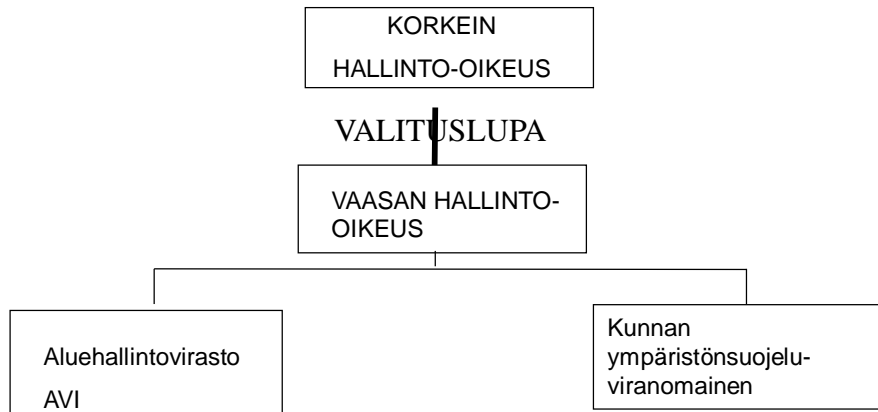 KORKEIN
HALLINTO-OIKEUS
VALITUSLUPA
VAASAN HALLINTO-
OIKEUS
Aluehallintovirasto
AVI
Kunnan
ympäristönsuojelu-
viranomainen